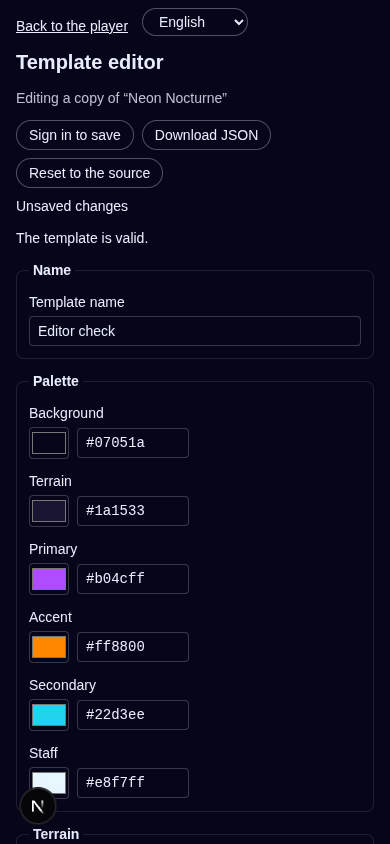 Back to the player
English
Template editor
Editing a copy of “Neon Nocturne”
Sign in to save
Download JSON
Reset to the source
Unsaved changes
The template is valid.
Name
Template name
Editor check
Palette
Background
#07051a
Terrain
#1a1533
Primary
#b04cff
Accent
#ff8800
Secondary
#22d3ee
Staff
#e8f7ff
N
Terrain